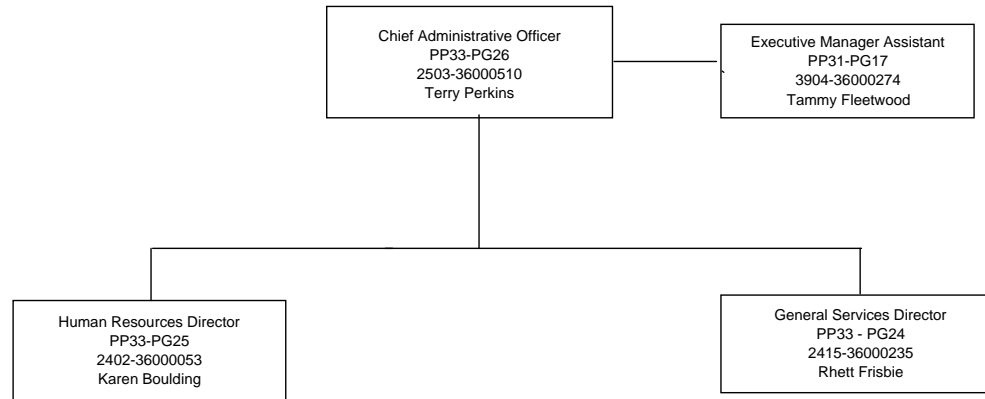 Chief Administrative Officer
PP33-PG26
2503-36000510
Terry Perkins
Executive Manager Assistant
PP31-PG17
3904-36000274
Tammy Fleetwood
Human Resources Director
PP33-PG25
2402-36000053
Karen Boulding
General Services Director
PP33 - PG24
2415-36000235
Rhett Frisbie